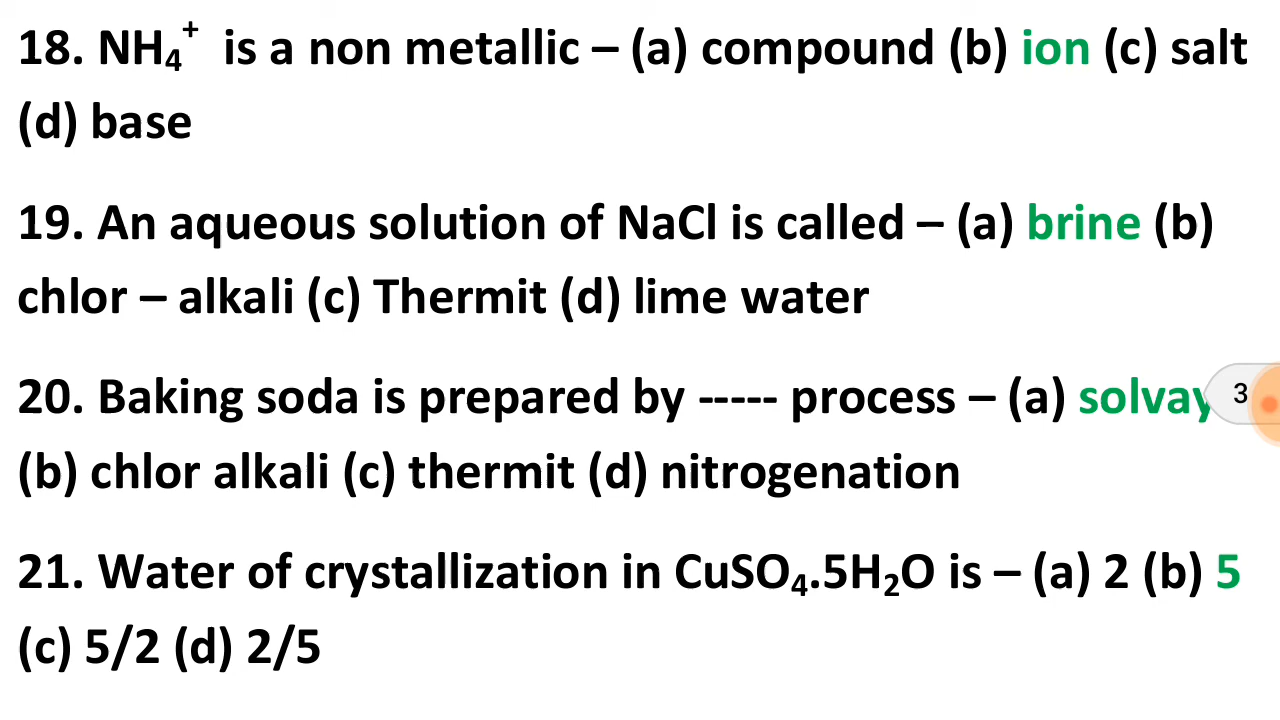 18. NH₄⁺ is a non metallic – (a) compound (b) ion (c) salt
(d) base
19. An aqueous solution of NaCl is called – (a) brine (b)
chlor – alkali (c) Thermit (d) lime water
20. Baking soda is prepared by ----- process – (a) solvay
3
(b) chlor alkali (c) thermit (d) nitrogenation
21. Water of crystallization in CuSO₄.5H₂O is – (a) 2 (b) 5
(c) 5/2 (d) 2/5